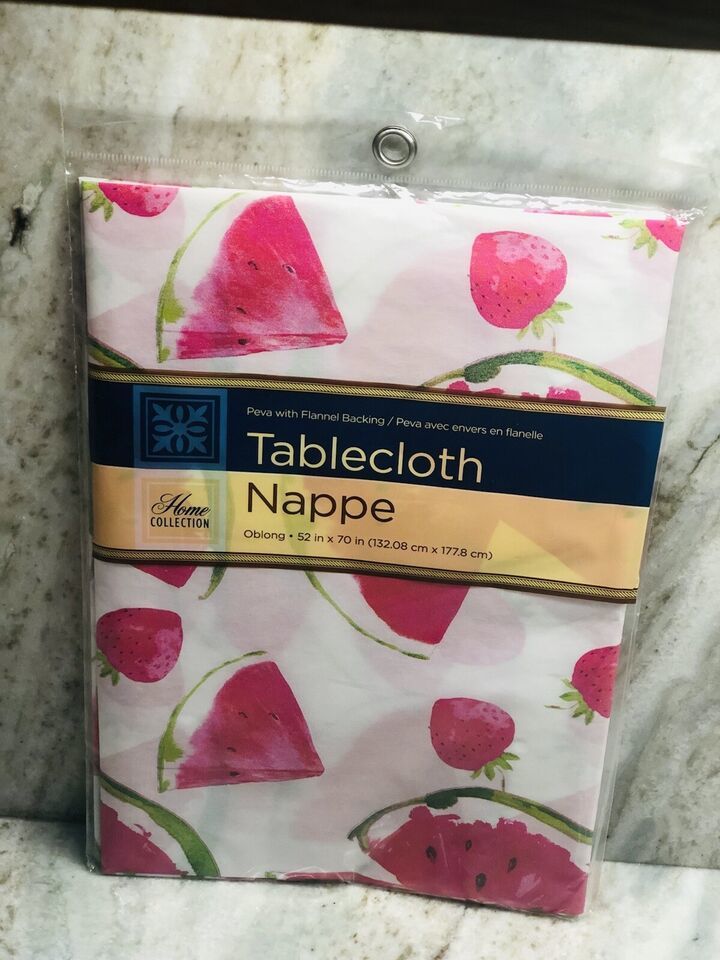 Peva with Flannel Backing / Peva avec envers en flanelle
Tablecloth
Nappe
Home
COLLECTION
Oblong • 52 in x 70 in (132.08 cm x 177.8 cm)